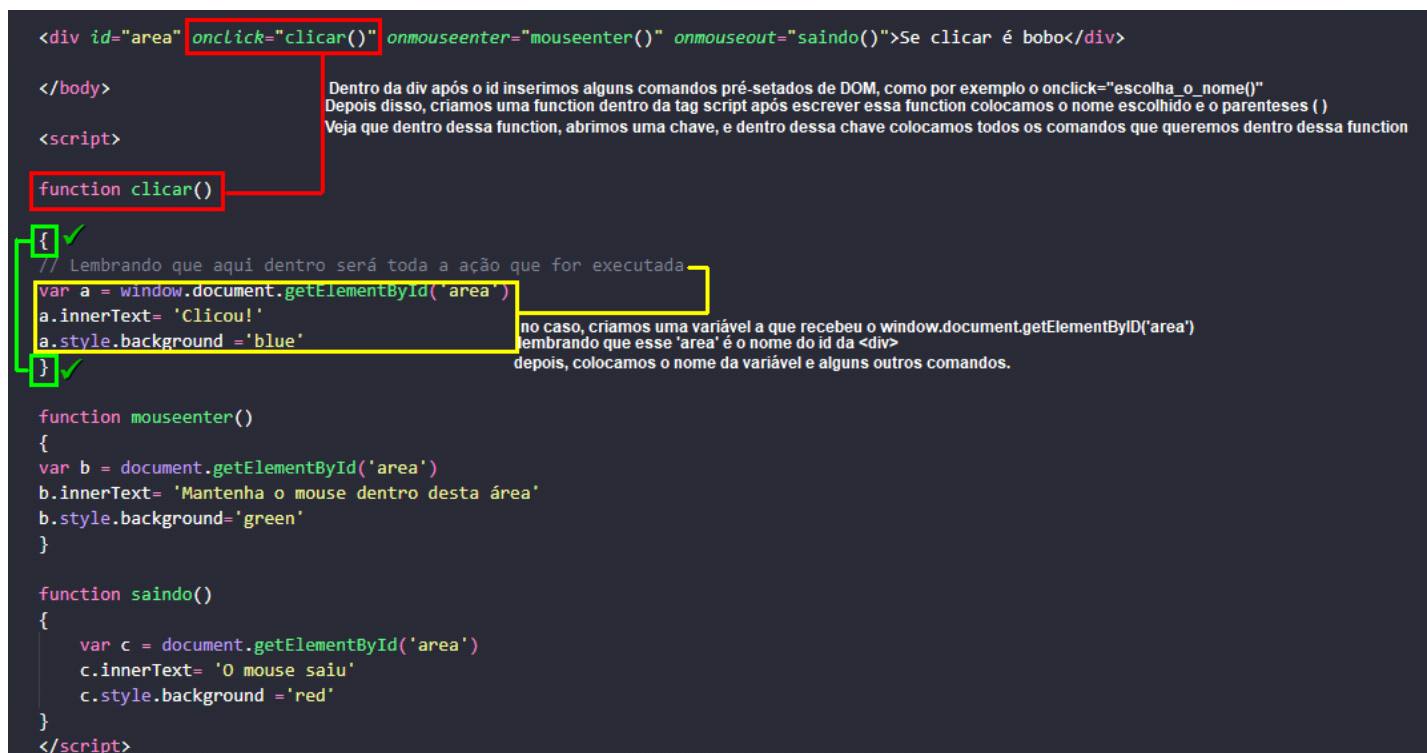 <div id="area" onclick="clicar()" onmouseenter="mouseenter()" onmouseout="saindo()">Se clicar é bobo</div>
</body>
Dentro da div após o id inserimos alguns comandos pré-setados de DOM, como por exemplo o onclick="escolha_o_nome()"
Depois disso, criamos uma function dentro da tag script após escrever essa function colocamos o nome escolhido e o parenteses ( )
Veja que dentro dessa function, abrimos uma chave, e dentro dessa chave colocamos todos os comandos que queremos dentro dessa function
<script>
function clicar()
{
// Lembrando que aqui dentro será toda a ação que for executada
var a = window.document.getElementById('area')
a.innerText= 'Clicou!'
a.style.background ='blue'
}
no caso, criamos uma variável a que recebeu o window.document.getElementByID('area')
lembrando que esse 'area' é o nome do id da <div>
depois, colocamos o nome da variável e alguns outros comandos.
function mouseenter()
{
var b = document.getElementById('area')
b.innerText= 'Mantenha o mouse dentro desta área'
b.style.background='green'
}
function saindo()
{
var c = document.getElementById('area')
c.innerText= 'O mouse saiu'
c.style.background ='red'
}
</script>